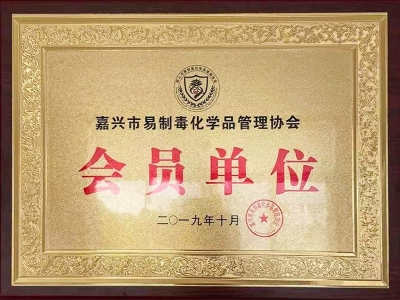 嘉兴市易制毒化学品管理协会
会员单位
二〇一九年十月